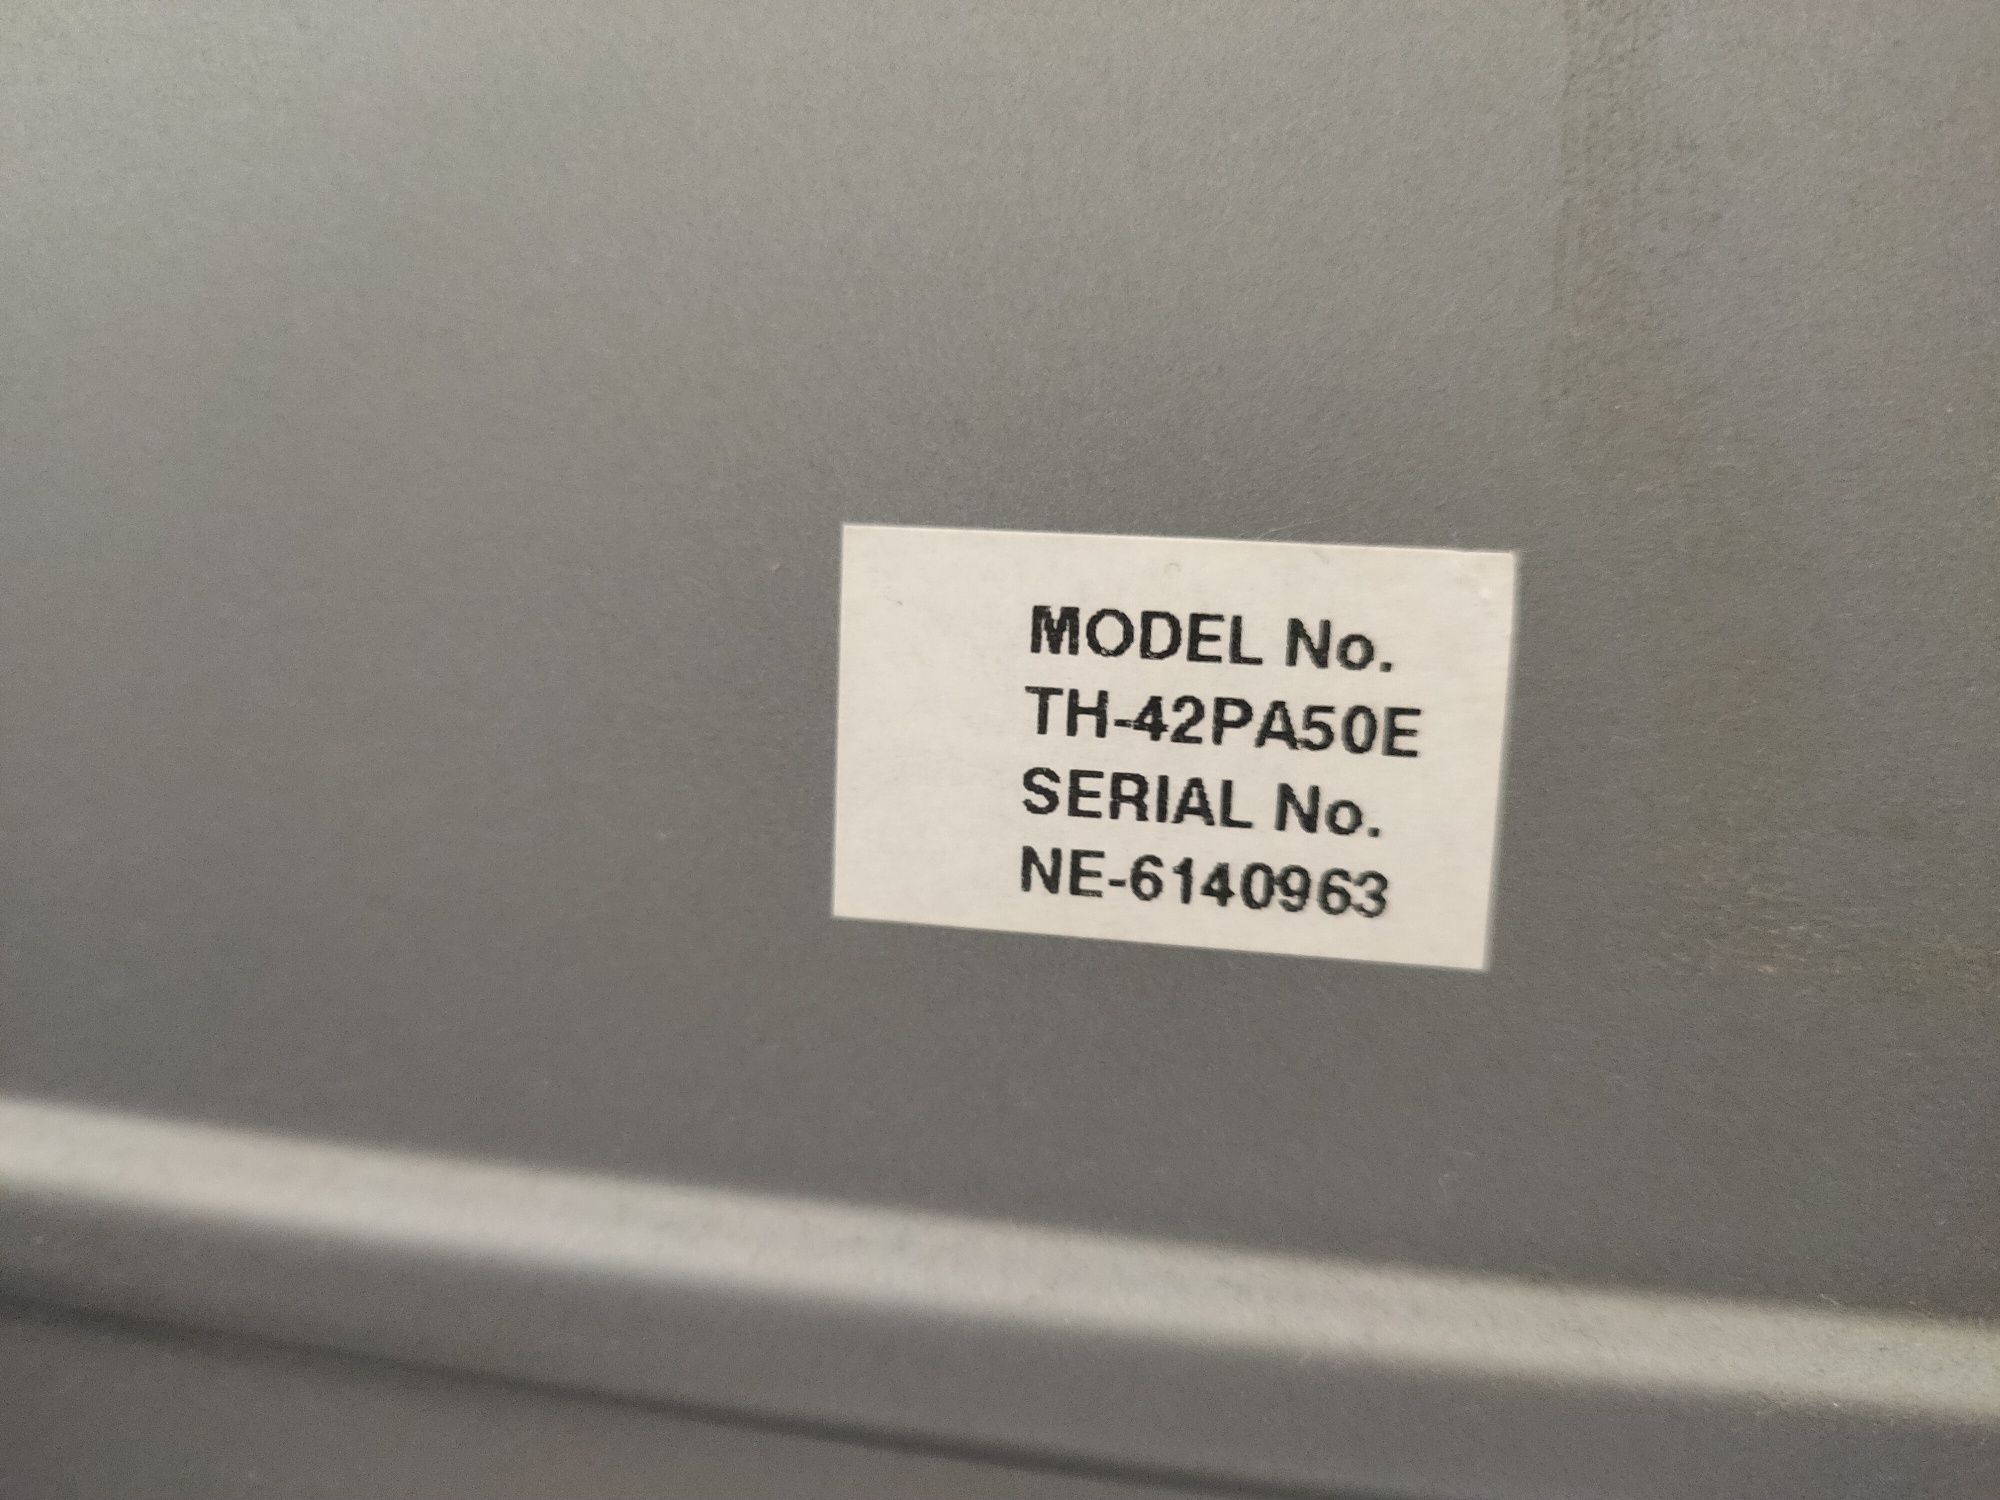 MODEL No.
TH-42PA50E
SERIAL No.
NE-6140963